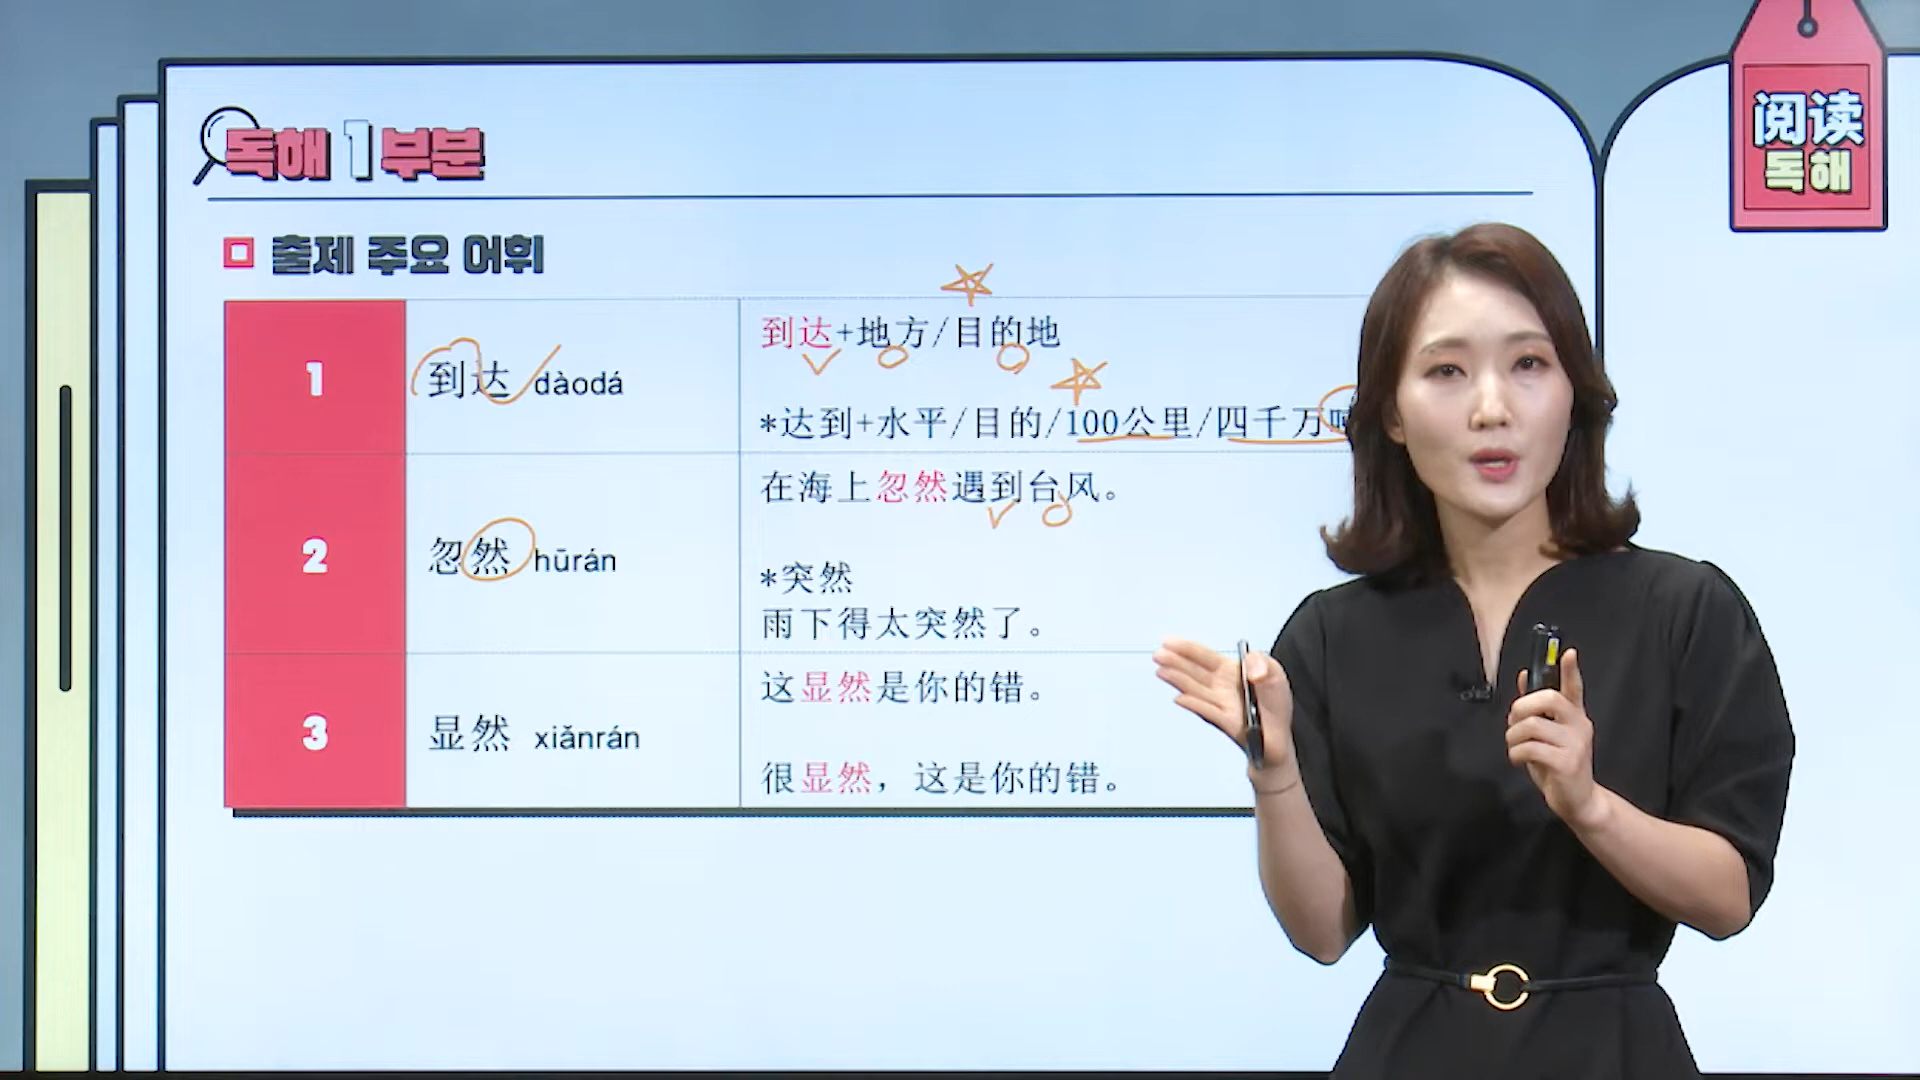 독해 1 부분
阅读
독해
출제 주요 어휘
1
到达 dàodá
到达+地方/目的地
*达到+水平/目的/100公里/四千万
2
忽然 hūrán
在海上忽然遇到台风。
*突然
雨下得太突然了。
3
显然 xiǎnrán
这显然是你的错。
很显然，这是你的错。